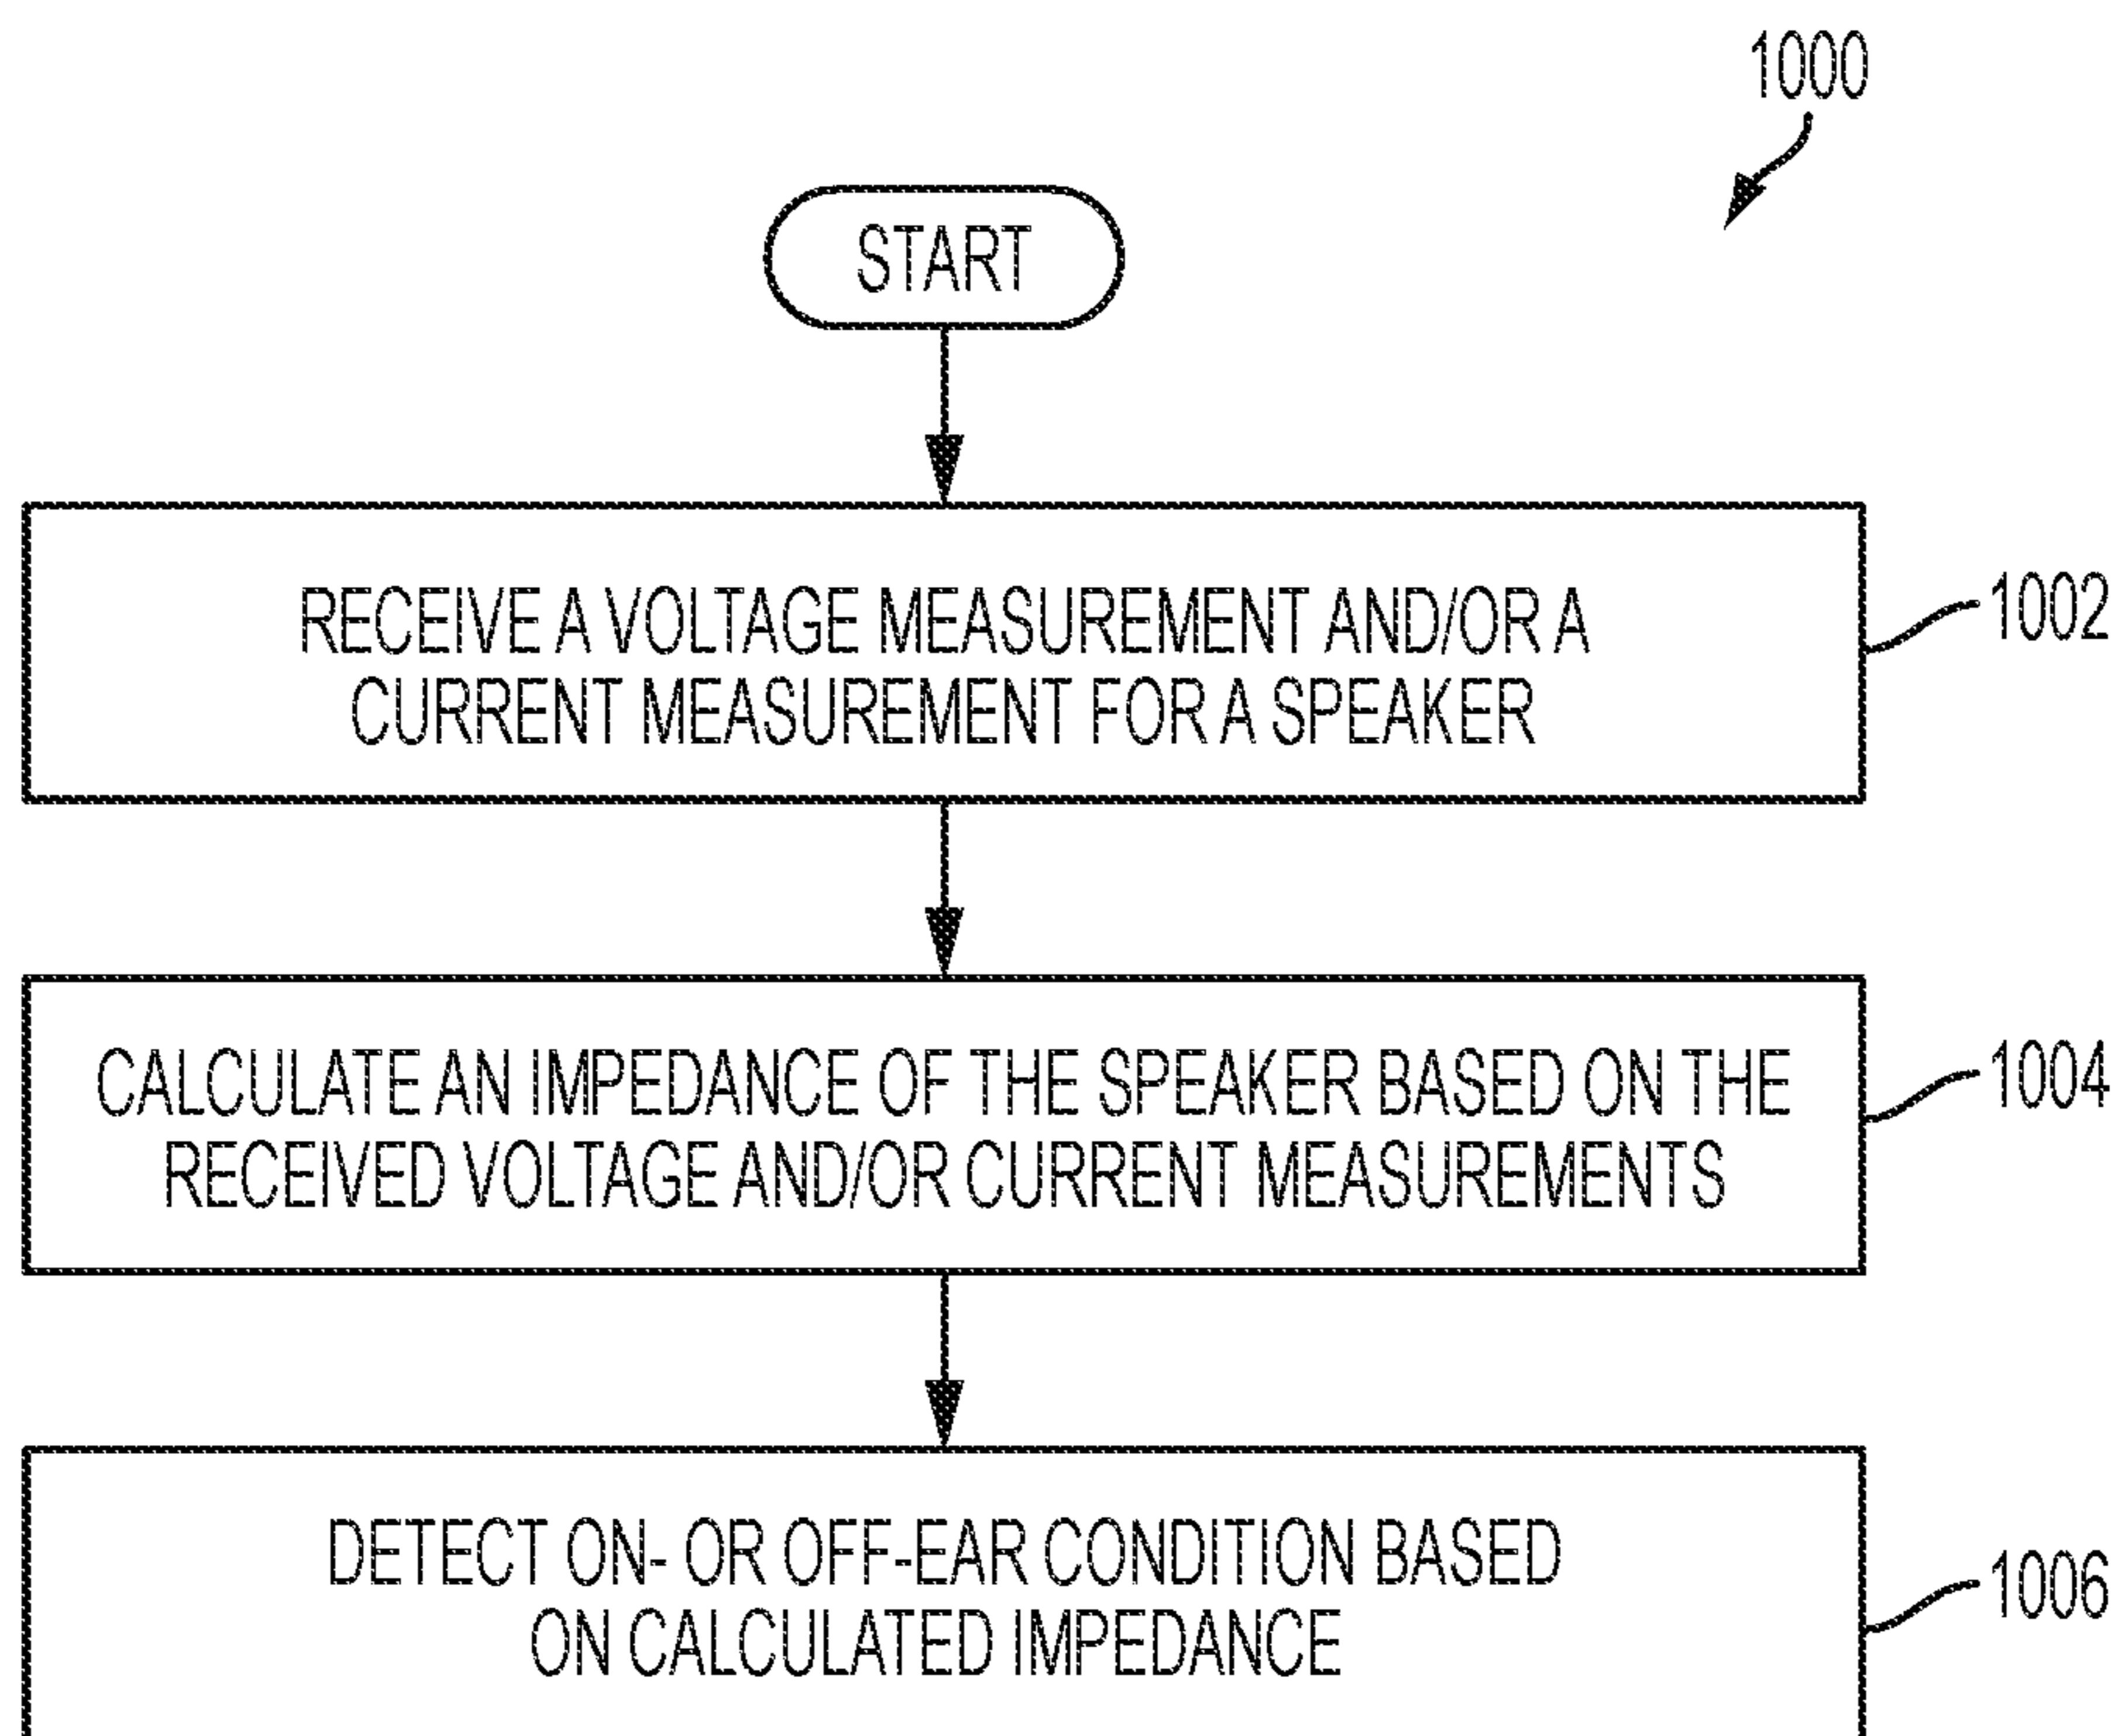 1000
START
RECEIVE A VOLTAGE MEASUREMENT AND/OR A
CURRENT MEASUREMENT FOR A SPEAKER
1002
CALCULATE AN IMPEDANCE OF THE SPEAKER BASED ON THE
RECEIVED VOLTAGE AND/OR CURRENT MEASUREMENTS
1004
DETECT ON- OR OFF-EAR CONDITION BASED
ON CALCULATED IMPEDANCE
1006